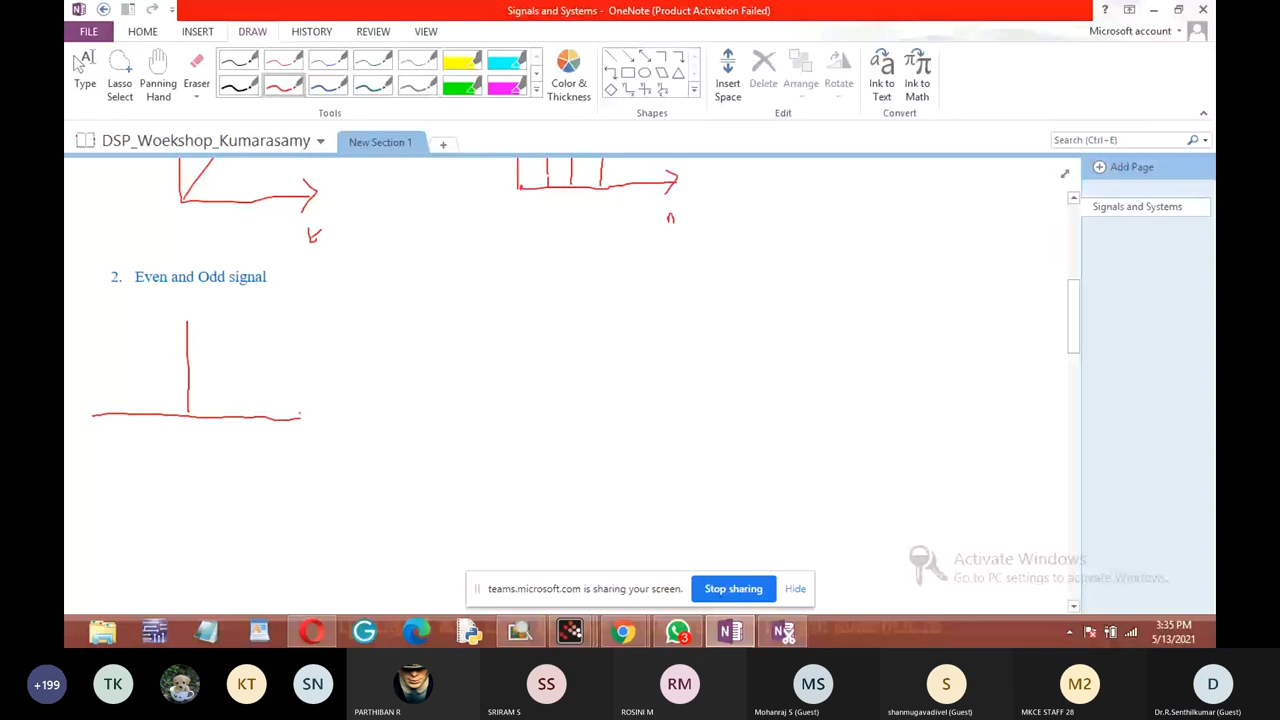 Signals and Systems - OneNote (Product Activation Failed)
FILE HOME INSERT DRAW HISTORY REVIEW VIEW
Microsoft account
Type
Lasso Select
Panning Hand
Eraser
Color & Thickness
Insert Space
Delete
Arrange
Rotate
Ink to Text
Ink to Math
Tools
Shapes
Edit
Convert
DSP_Woekshop_Kumarasamy
New Section 1
Search (Ctrl+E)
Add Page
Signals and Systems
t
n
2. Even and Odd signal
Activate Windows
Go to PC settings to activate Windows.
teams.microsoft.com is sharing your screen.
Stop sharing
Hide
3
3:35 PM
5/13/2021
+199
TK
KT
SN
SS
RM
MS
S
M2
D
PARTHIBAN R
SRIRAM S
ROSINI M
Mohanraj S (Guest)
shanmugavadivel (Guest)
MKCE STAFF 28
Dr.R.Senthilkumar (Guest)